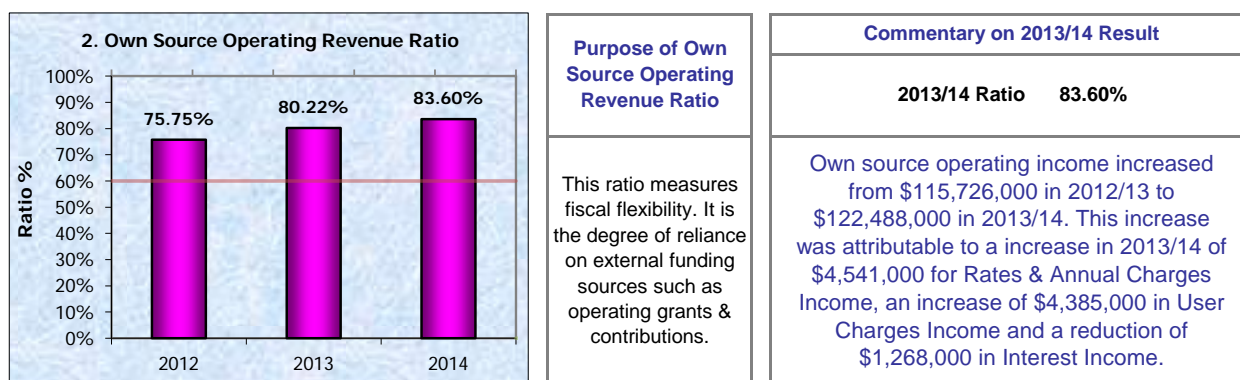 2. Own Source Operating Revenue Ratio
100%
90%
80%
70%
60%
50%
40%
30%
20%
10%
0%
Ratio %
75.75%
80.22%
83.60%
2012
2013
2014
Purpose of Own
Source Operating
Revenue Ratio
This ratio measures
fiscal flexibility. It is
the degree of reliance
on external funding
sources such as
operating grants &
contributions.
Commentary on 2013/14 Result
2013/14 Ratio 83.60%
Own source operating income increased
from $115,726,000 in 2012/13 to
$122,488,000 in 2013/14. This increase
was attributable to a increase in 2013/14 of
$4,541,000 for Rates & Annual Charges
Income, an increase of $4,385,000 in User
Charges Income and a reduction of
$1,268,000 in Interest Income.